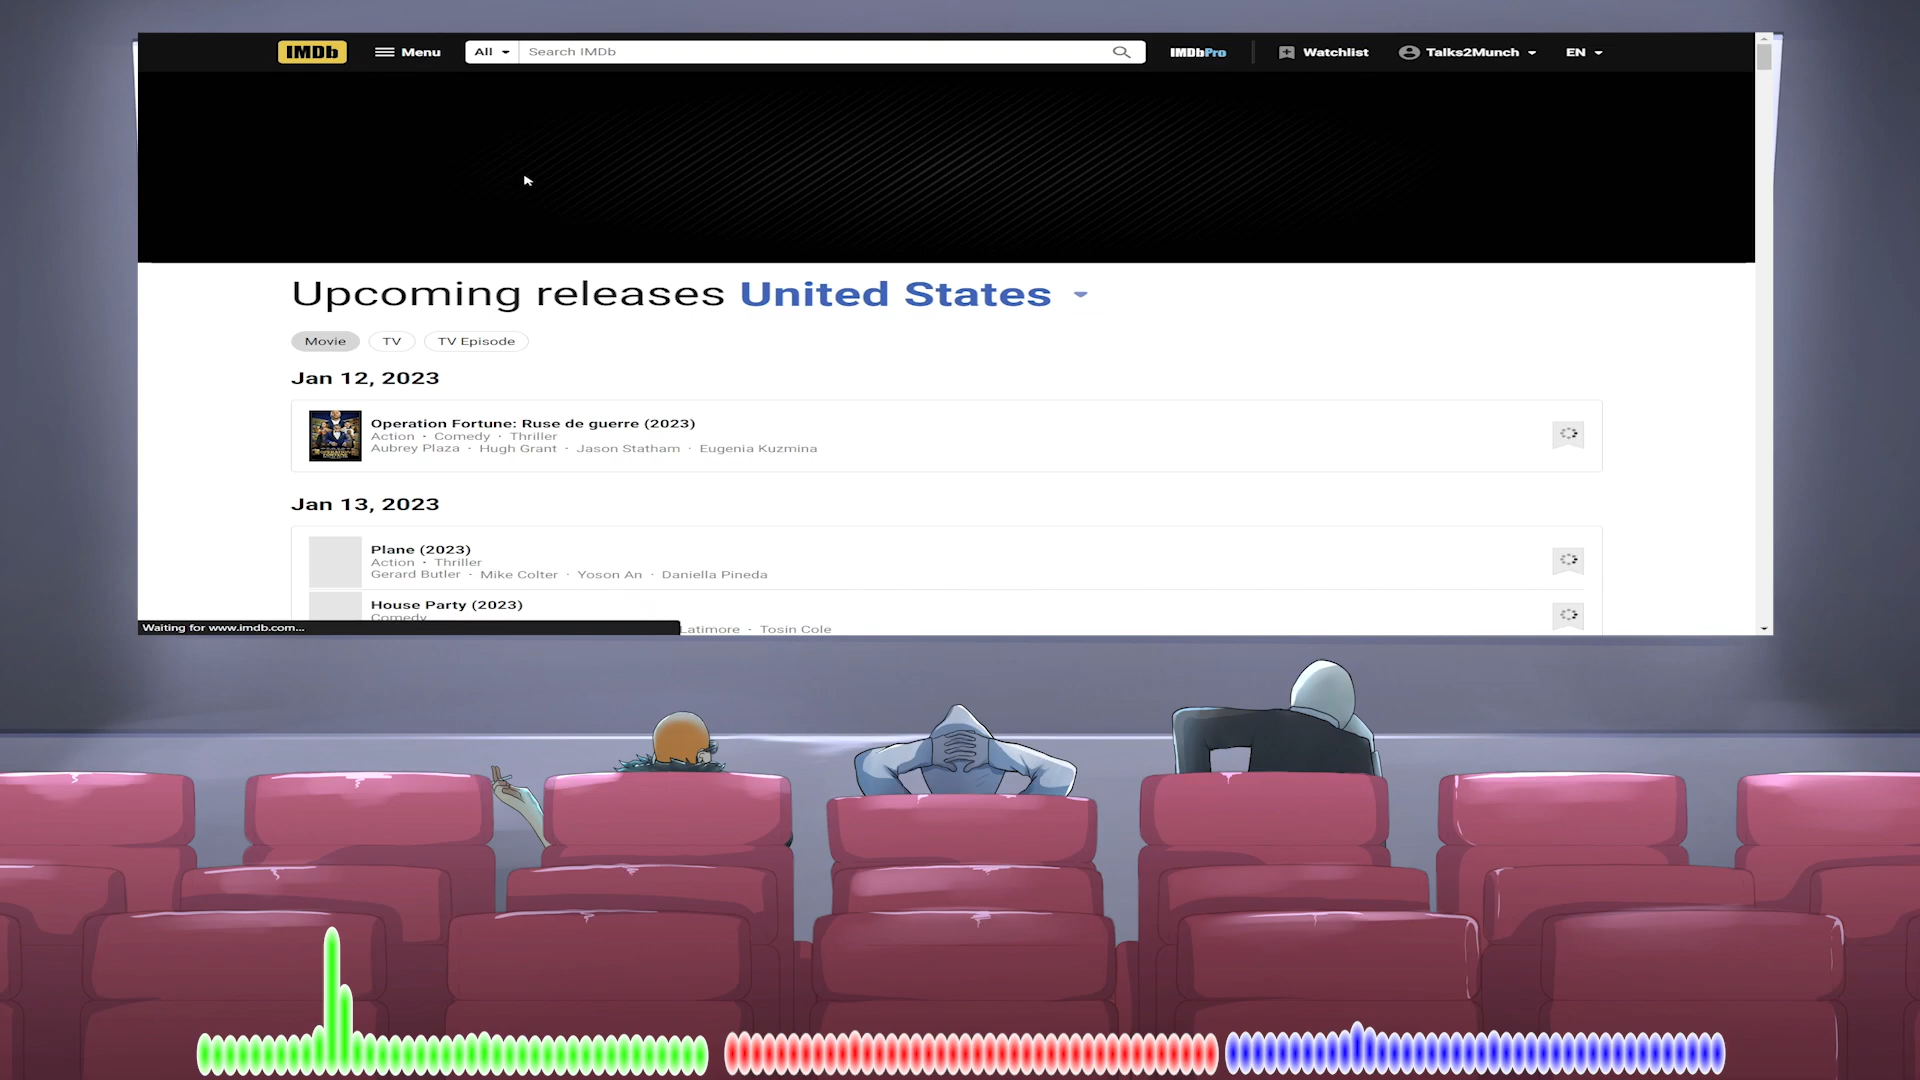 IMDb Menu All Search IMDb IMDbPro Watchlist Talks2Munch EN
Upcoming releases United States
Movie TV TV Episode
Jan 12, 2023
Operation Fortune: Ruse de guerre (2023)
Action · Comedy · Thriller
Aubrey Plaza · Hugh Grant · Jason Statham · Eugenia Kuzmina
Jan 13, 2023
Plane (2023)
Action · Thriller
Gerard Butler · Mike Colter · Yoson An · Daniella Pineda
House Party (2023)
Comedy
Latimore · Tosin Cole
Waiting for www.imdb.com...